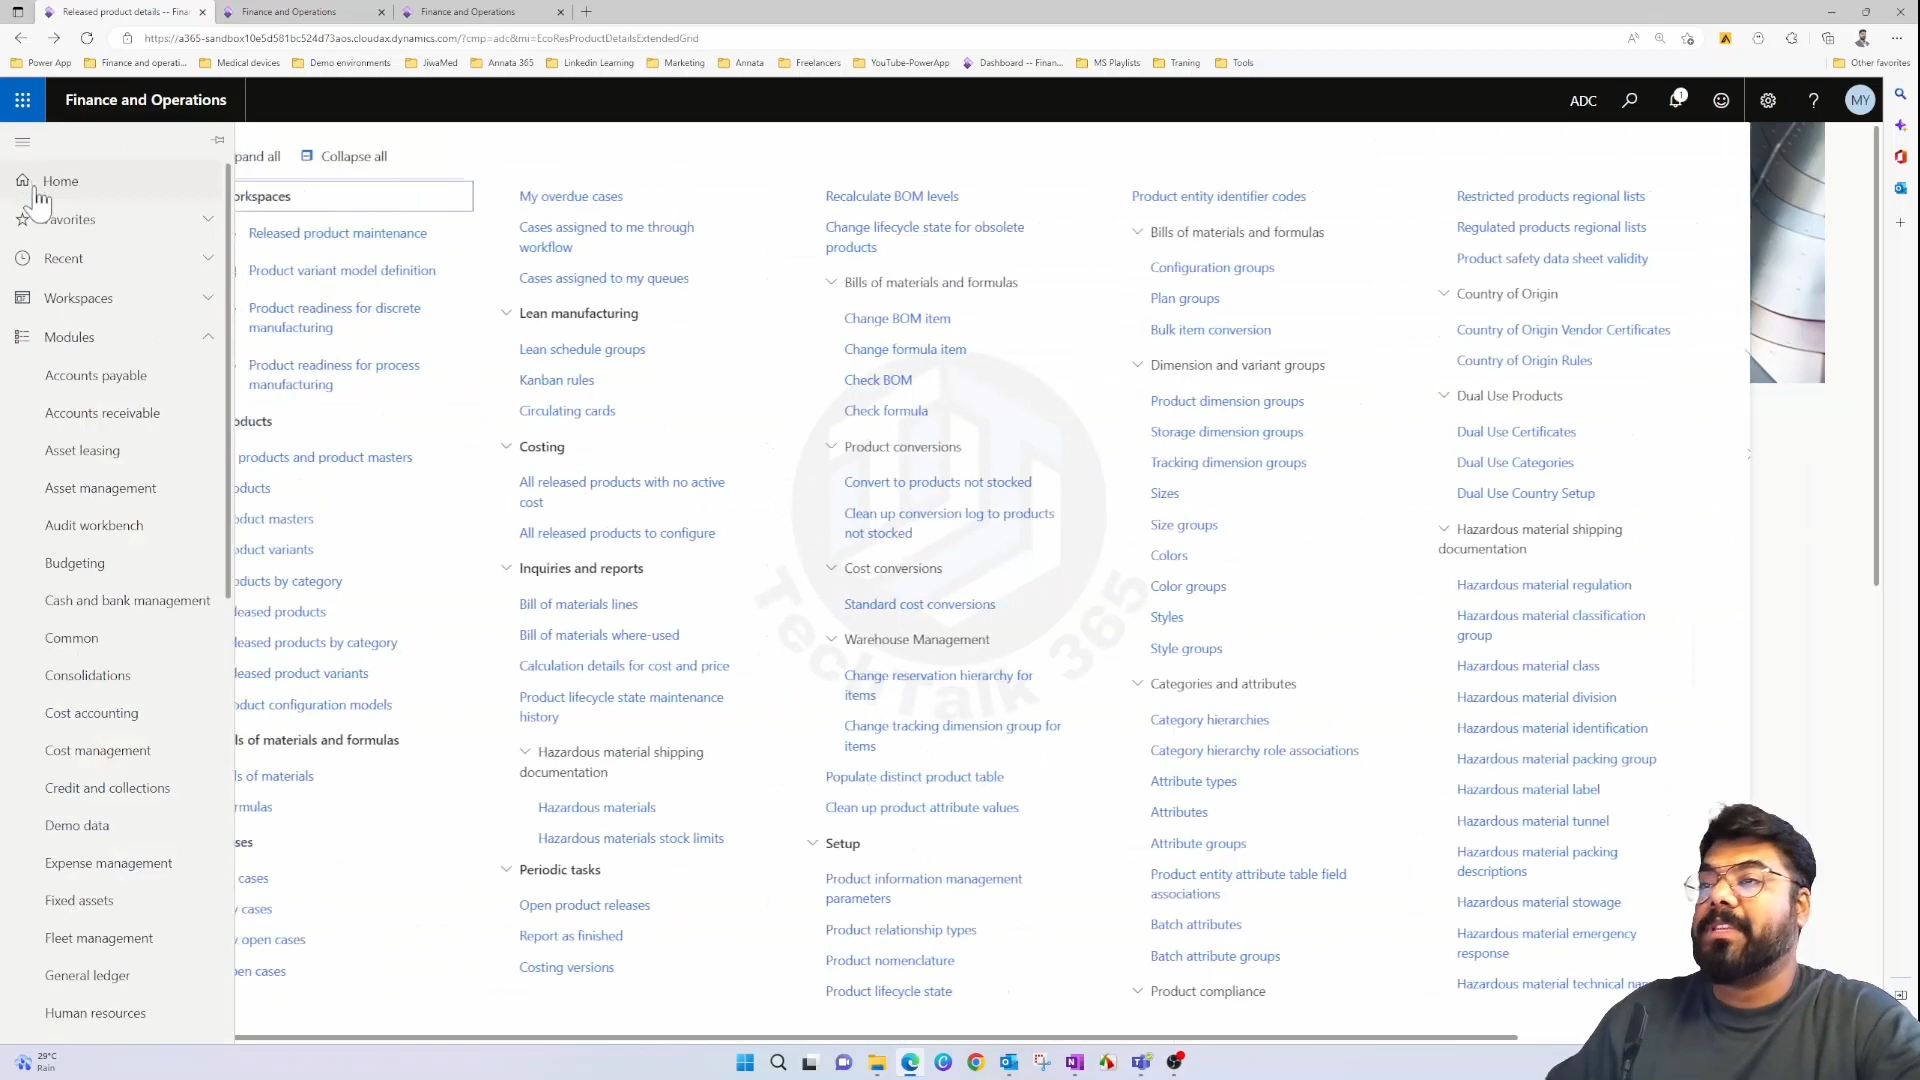 Released product details -- Finan
Finance and Operations
Finance and Operations
https://a365-sandbox10e5d581bc524d73aos.cloudax.dynamics.com/?cmp=adc&mi=EcoResProductDetailsExtendedGrid
Power App
Finance and operati...
Medical devices
Demo environments
JiwaMed
Annata 365
Linkedin Learning
Marketing
Annata
Freelancers
YouTube-PowerApp
Dashboard -- Finan...
MS Playlists
Traning
Tools
Other favorites
Finance and Operations
ADC
1
MY
Home
Favorites
Recent
Workspaces
Modules
Accounts payable
Accounts receivable
Asset leasing
Asset management
Audit workbench
Budgeting
Cash and bank management
Common
Consolidations
Cost accounting
Cost management
Credit and collections
Demo data
Expense management
Fixed assets
Fleet management
General ledger
Human resources
pand all
Collapse all
orkspaces
Released product maintenance
Product variant model definition
Product readiness for discrete
manufacturing
Product readiness for process
manufacturing
oducts
products and product masters
oducts
oduct masters
oduct variants
oducts by category
leased products
leased products by category
leased product variants
oduct configuration models
ls of materials and formulas
ls of materials
rmulas
ses
cases
y cases
y open cases
pen cases
My overdue cases
Cases assigned to me through
workflow
Cases assigned to my queues
Lean manufacturing
Lean schedule groups
Kanban rules
Circulating cards
Costing
All released products with no active
cost
All released products to configure
Inquiries and reports
Bill of materials lines
Bill of materials where-used
Calculation details for cost and price
Product lifecycle state maintenance
history
Hazardous material shipping
documentation
Hazardous materials
Hazardous materials stock limits
Periodic tasks
Open product releases
Report as finished
Costing versions
Recalculate BOM levels
Change lifecycle state for obsolete
products
Bills of materials and formulas
Change BOM item
Change formula item
Check BOM
Check formula
Product conversions
Convert to products not stocked
Clean up conversion log to products
not stocked
Cost conversions
Standard cost conversions
Warehouse Management
Change reservation hierarchy for
items
Change tracking dimension group for
items
Populate distinct product table
Clean up product attribute values
Setup
Product information management
parameters
Product relationship types
Product nomenclature
Product lifecycle state
Product entity identifier codes
Bills of materials and formulas
Configuration groups
Plan groups
Bulk item conversion
Dimension and variant groups
Product dimension groups
Storage dimension groups
Tracking dimension groups
Sizes
Size groups
Colors
Color groups
Styles
Style groups
Categories and attributes
Category hierarchies
Category hierarchy role associations
Attribute types
Attributes
Attribute groups
Product entity attribute table field
associations
Batch attributes
Batch attribute groups
Product compliance
Restricted products regional lists
Regulated products regional lists
Product safety data sheet validity
Country of Origin
Country of Origin Vendor Certificates
Country of Origin Rules
Dual Use Products
Dual Use Certificates
Dual Use Categories
Dual Use Country Setup
Hazardous material shipping
documentation
Hazardous material regulation
Hazardous material classification
group
Hazardous material class
Hazardous material division
Hazardous material identification
Hazardous material packing group
Hazardous material label
Hazardous material tunnel
Hazardous material packing
descriptions
Hazardous material stowage
Hazardous material emergency
response
Hazardous material technical nam
TechTalk 365
29°C
Rain